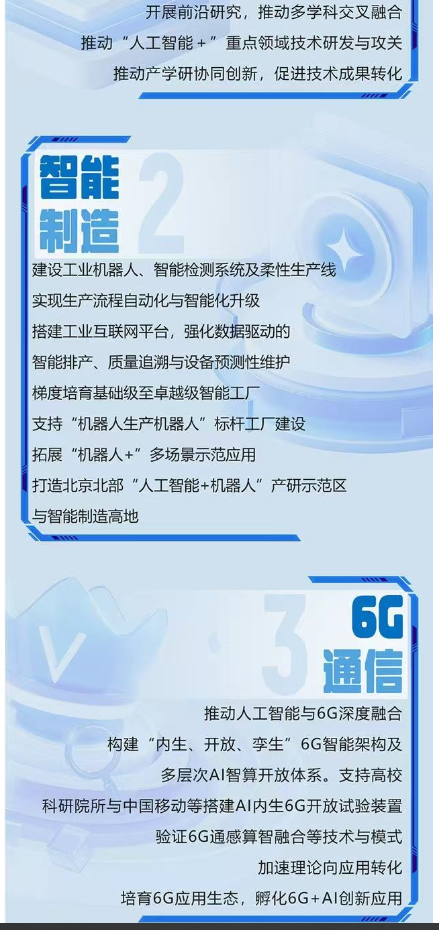 开展前沿研究，推动多学科交叉融合
推动“人工智能＋”重点领域技术研发与攻关
推动产学研协同创新，促进技术成果转化
智能
制造
2
建设工业机器人、智能检测系统及柔性生产线
实现生产流程自动化与智能化升级
搭建工业互联网平台，强化数据驱动的
智能排产、质量追溯与设备预测性维护
梯度培育基础级至卓越级智能工厂
支持“机器人生产机器人”标杆工厂建设
拓展“机器人+”多场景示范应用
打造北京北部“人工智能+机器人”产研示范区
与智能制造高地
3
6G
通信
推动人工智能与6G深度融合
构建“内生、开放、孪生”6G智能架构及
多层次AI智算开放体系。支持高校
科研院所与中国移动等搭建AI内生6G开放试验装置
验证6G通感算智融合等技术与模式
加速理论向应用转化
培育6G应用生态，孵化6G+AI创新应用